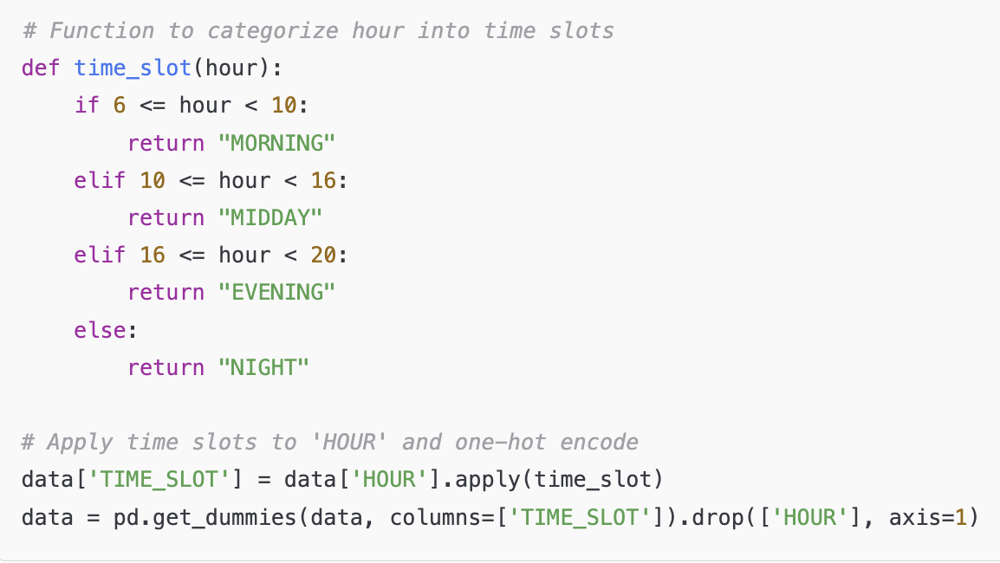 # Function to categorize hour into time slots
def time_slot(hour):
    if 6 <= hour < 10:
        return "MORNING"
    elif 10 <= hour < 16:
        return "MIDDAY"
    elif 16 <= hour < 20:
        return "EVENING"
    else:
        return "NIGHT"

# Apply time slots to 'HOUR' and one-hot encode
data['TIME_SLOT'] = data['HOUR'].apply(time_slot)
data = pd.get_dummies(data, columns=['TIME_SLOT']).drop(['HOUR'], axis=1)